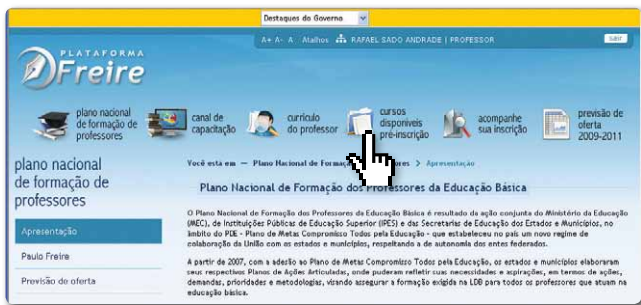 Destaques do Governo
A+ A- A Atalhos RAFAEL SADO ANDRADE | PROFESSOR sair
PLATAFORMA
Freire
plano nacional
de formação de
professores
canal de
capacitação
currículo
do professor
cursos
disponíveis
pré-inscrição
acompanhe
sua inscrição
previsão de
oferta
2009-2011
plano nacional
de formação de
professores
Apresentação
Paulo Freire
Previsão de oferta
Você está em — Plano Nacional de Formação dos Professores > Apresentação
Plano Nacional de Formação dos Professores da Educação Básica
O Plano Nacional de Formação dos Professores da Educação Básica é resultado da ação conjunta do Ministério da Educação
(MEC), de Instituições Públicas de Educação Superior (IPES) e das Secretarias de Educação dos Estados e Municípios, no
âmbito do PDE - Plano de Metas Compromisso Todos pela Educação - que estabeleceu no país um novo regime de
colaboração da União com os estados e municípios, respeitando a de autonomia dos entes federados.
A partir de 2007, com a adesão ao Plano de Metas Compromisso Todos pela Educação, os estados e municípios elaboraram
seus respectivos Planos de Ações Articuladas, onde puderam refletir suas necessidades e aspirações, em termos de ações,
demandas, prioridades e metodologias, visando assegurar a formação exigida na LDB para todos os professores que atuam na
educação básica.